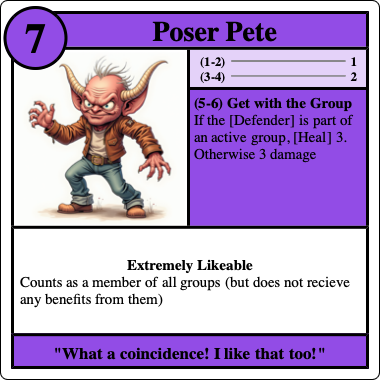 7
Poser Pete
(1-2) 1
(3-4) 2
(5-6) Get with the Group
If the [Defender] is part of
an active group, [Heal] 3.
Otherwise 3 damage
Extremely Likeable
Counts as a member of all groups (but does not recieve
any benefits from them)
"What a coincidence! I like that too!"